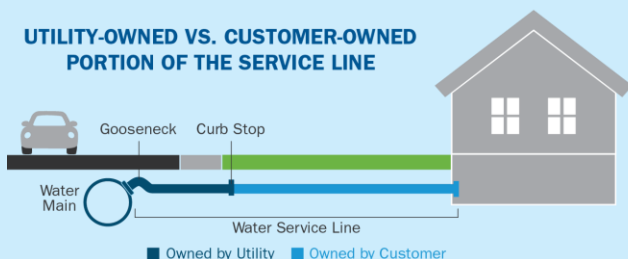 UTILITY-OWNED VS. CUSTOMER-OWNED
PORTION OF THE SERVICE LINE
Gooseneck
Curb Stop
Water
Main
Water Service Line
Owned by Utility
Owned by Customer